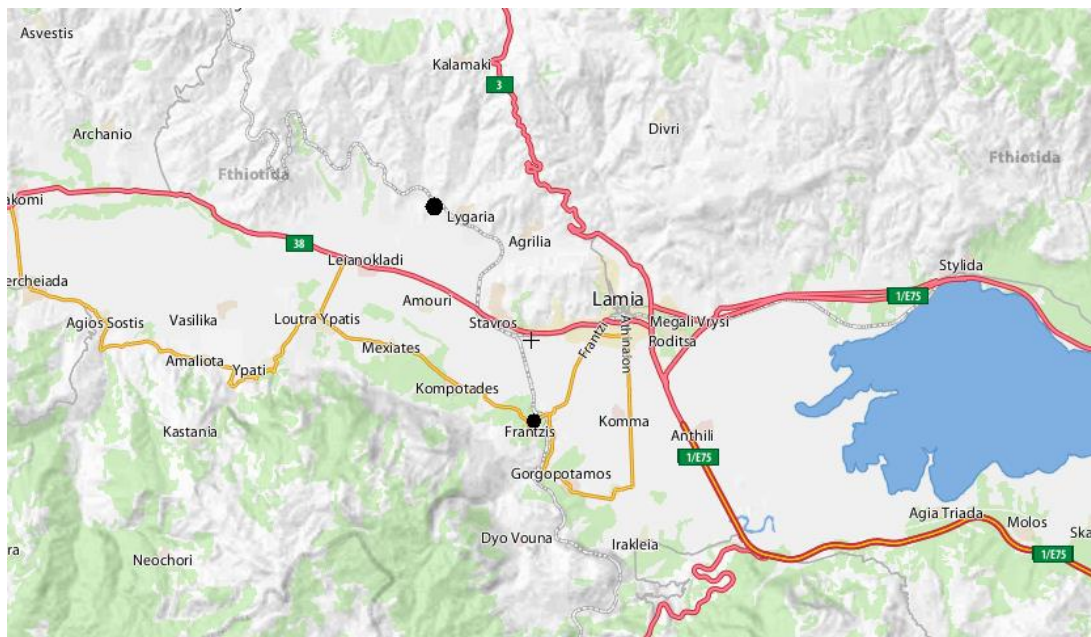 Asvestis
Kalamaki
3
Archanio
Divri
Fthiotida
Fthiotida
akomi
Lygaria
Agrilia
38
Leianokladi
Stylida
ercheiada
Amouri
Lamia
1/E75
Agios Sostis
Vasilika
Loutra Ypatis
Stavros
Megali Vrysi
Frantzi
Athinaion
Roditsa
Mexiates
Amaliota
Ypati
Kompotades
Kastania
Frantzis
Komma
Anthili
1/E75
Gorgopotamos
Agia Triada
Molos
Ska
Dyo Vouna
Irakleia
ra
Neochori
1/E75